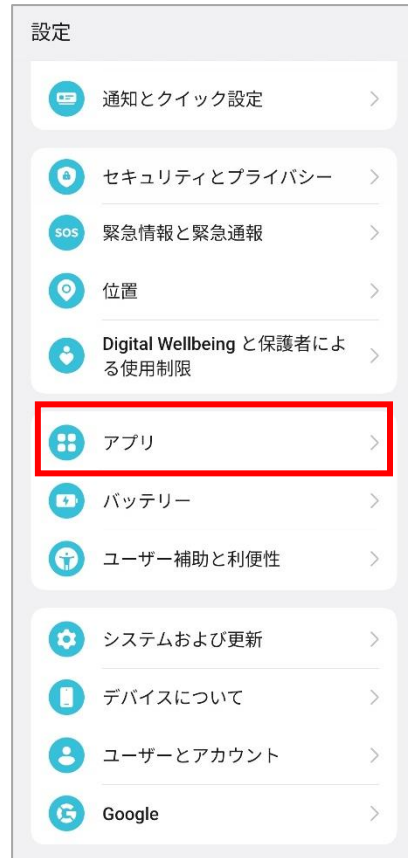 設定
通知とクイック設定
セキュリティとプライバシー
SOS
緊急情報と緊急通報
位置
Digital Wellbeing と保護者によ
る使用制限
アプリ
バッテリー
ユーザー補助と利便性
システムおよび更新
デバイスについて
ユーザーとアカウント
Google